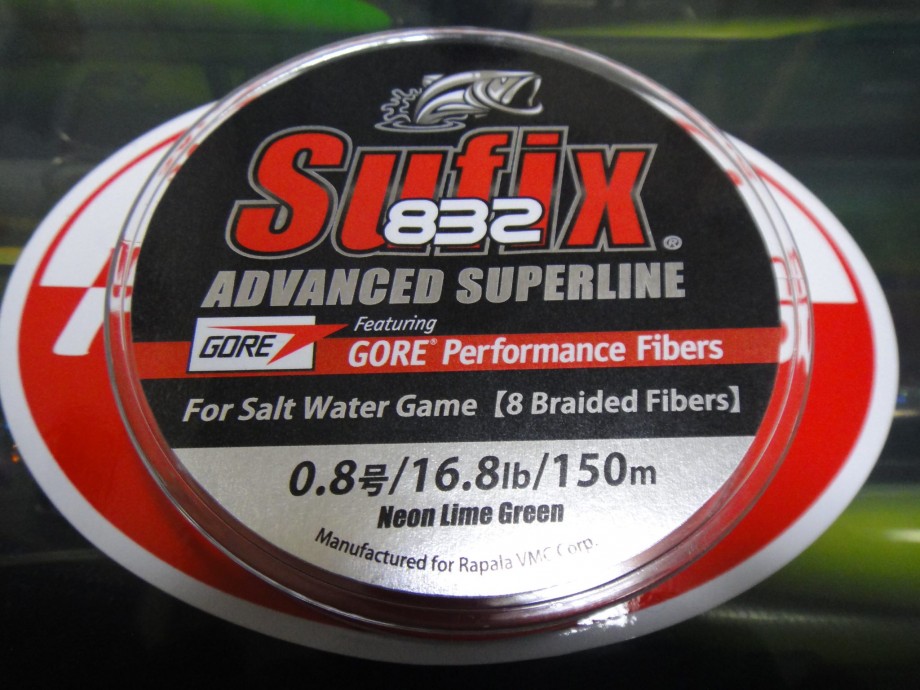 Sufix
832
®
ADVANCED SUPERLINE
GORE
Featuring
GORE® Performance Fibers
For Salt Water Game【8 Braided Fibers】
0.8号/16.8lb/150m
Neon Lime Green
Manufactured for Rapala VMC Corp.